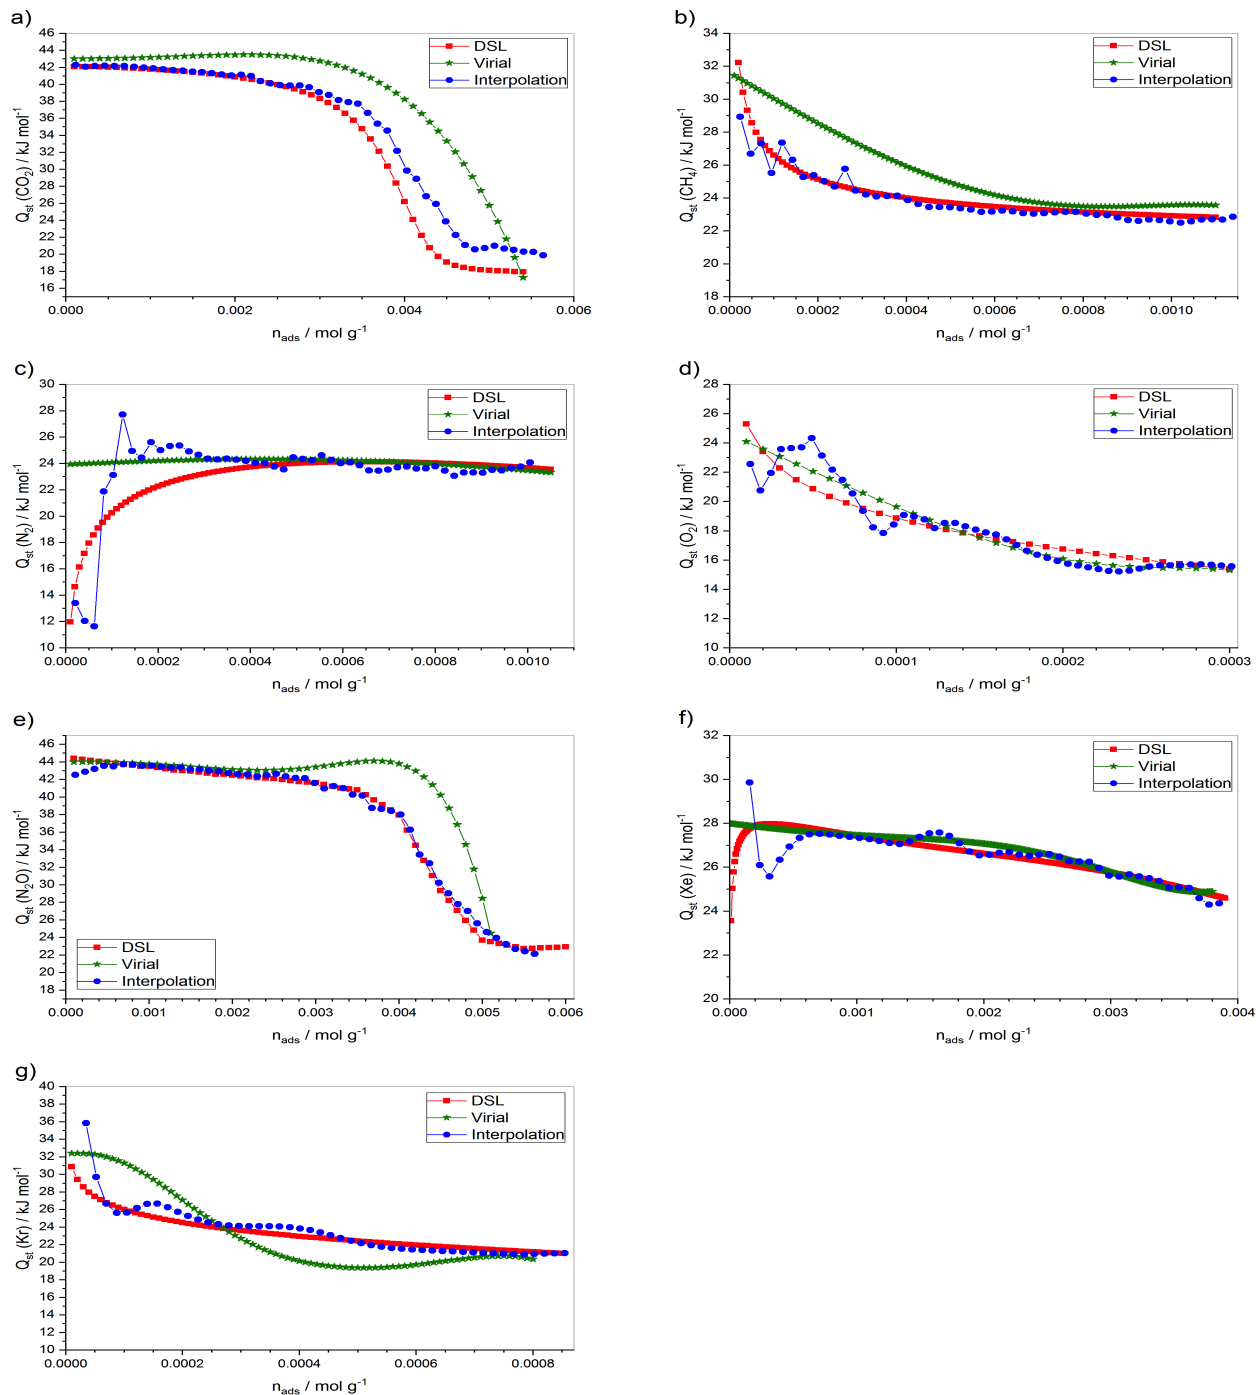 a)
46
44
42
40
38
36
34
32
30
28
26
24
22
20
18
16
Qst (CO2) / kJ mol-1
DSL
Virial
Interpolation
0.000 0.002 0.004 0.006
nads / mol g-1
b)
34
32
30
28
26
24
22
20
18
Qst (CH4) / kJ mol-1
DSL
Virial
Interpolation
0.0000 0.0002 0.0004 0.0006 0.0008 0.0010
nads / mol g-1
c)
30
28
26
24
22
20
18
16
14
12
10
Qst (N2) / kJ mol-1
DSL
Virial
Interpolation
0.0000 0.0002 0.0004 0.0006 0.0008 0.0010
nads / mol g-1
d)
28
26
24
22
20
18
16
14
12
10
Qst (O2) / kJ mol-1
DSL
Virial
Interpolation
0.0000 0.0001 0.0002 0.0003
nads / mol g-1
e)
46
44
42
40
38
36
34
32
30
28
26
24
22
20
18
Qst (N2O) / kJ mol-1
DSL
Virial
Interpolation
0.000 0.001 0.002 0.003 0.004 0.005 0.006
nads / mol g-1
f)
32
30
28
26
24
22
20
Qst (Xe) / kJ mol-1
DSL
Virial
Interpolation
0.000 0.001 0.002 0.003 0.004
nads / mol g-1
g)
40
38
36
34
32
30
28
26
24
22
20
18
16
14
12
10
Qst (Kr) / kJ mol-1
DSL
Virial
Interpolation
0.0000 0.0002 0.0004 0.0006 0.0008
nads / mol g-1